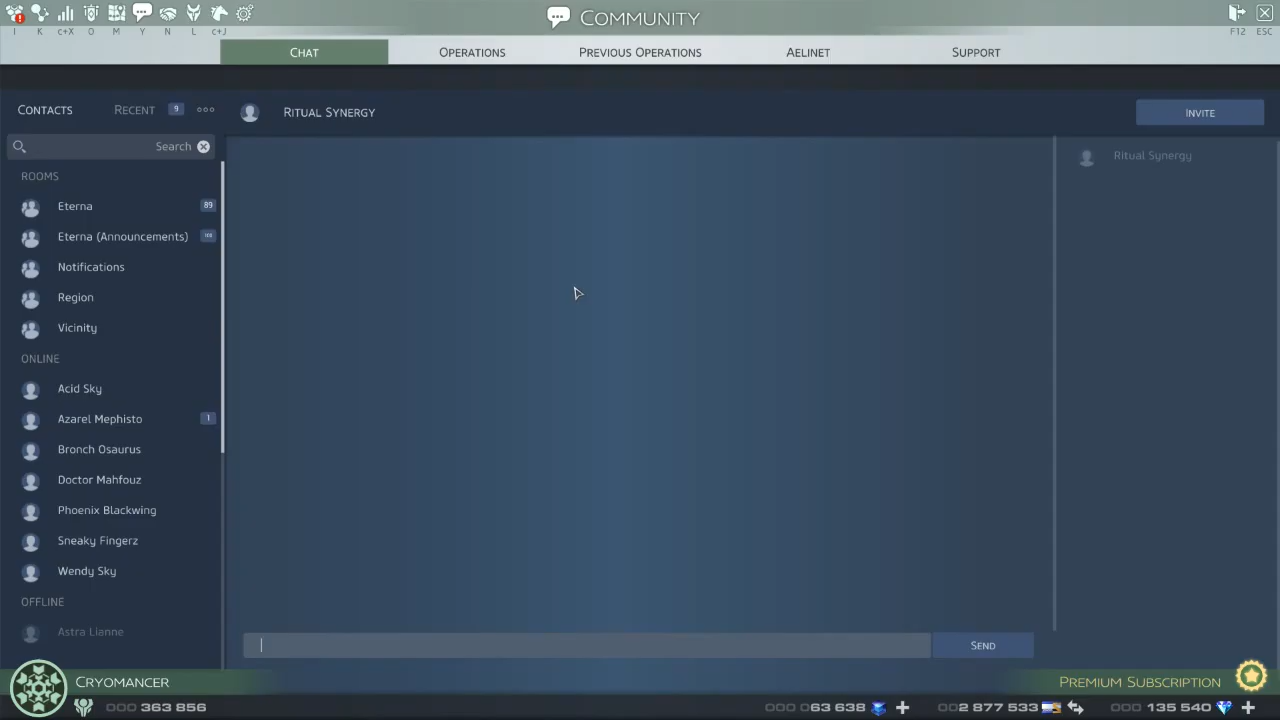 COMMUNITY
I K c+X O M Y N L c+J
F12 ESC
CHAT OPERATIONS PREVIOUS OPERATIONS AELINET SUPPORT
CONTACTS RECENT 9
RITUAL SYNERGY
INVITE
Search
Ritual Synergy
ROOMS
Eterna 89
Eterna (Announcements)
Notifications
Region
Vicinity
ONLINE
Acid Sky
Azarel Mephisto 1
Bronch Osaurus
Doctor Mahfouz
Phoenix Blackwing
Sneaky Fingerz
Wendy Sky
OFFLINE
Astra Lianne
SEND
CRYOMANCER
PREMIUM SUBSCRIPTION
000 363 856
000 063 638
002 877 533
000 135 540